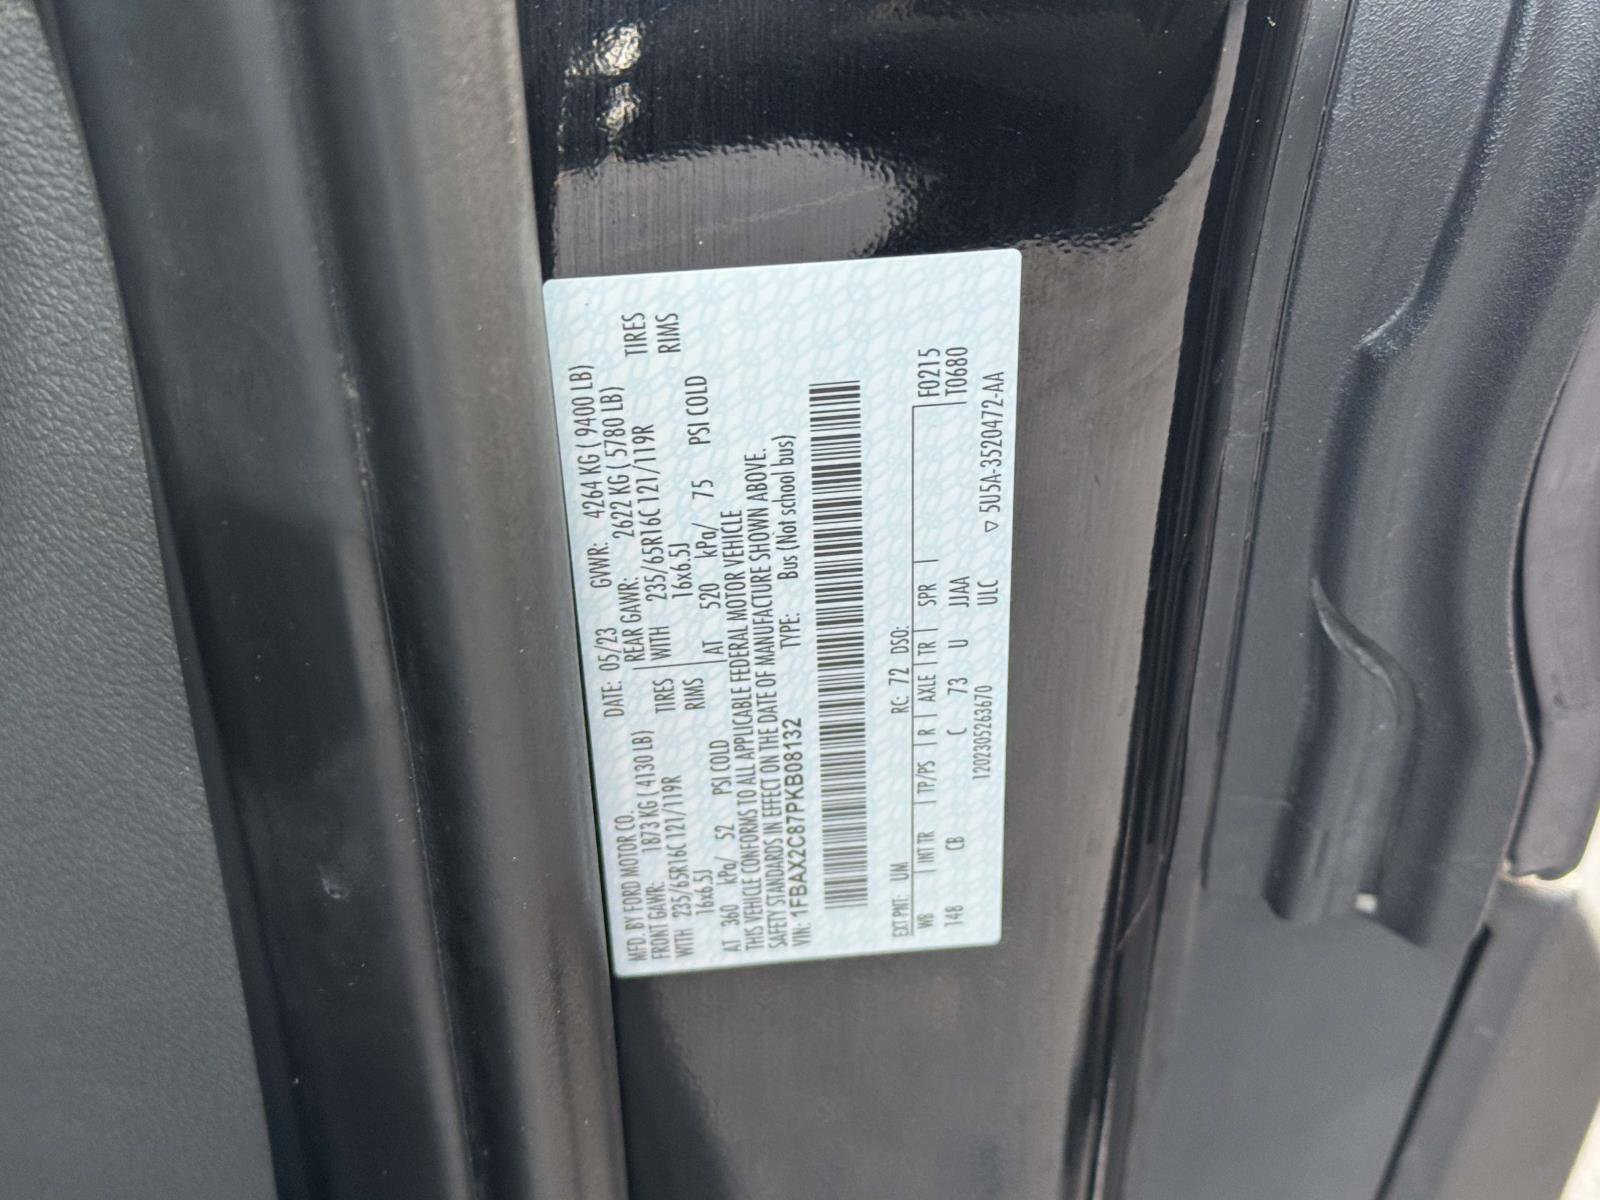 MFD. BY FORD MOTOR CO.
DATE: 05/23 GVWR: 4264 KG ( 9400 LB)
FRONT GAWR: 1873 KG ( 4130 LB) REAR GAWR: 2622 KG ( 5780 LB)
WITH 235/65R16C 121/119R TIRES WITH 235/65R16C 121/119R TIRES
16x6.5J RIMS 16x6.5J RIMS
AT 360 kPa/ 52 PSI COLD AT 520 kPa/ 75 PSI COLD
THIS VEHICLE CONFORMS TO ALL APPLICABLE FEDERAL MOTOR VEHICLE
SAFETY STANDARDS IN EFFECT ON THE DATE OF MANUFACTURE SHOWN ABOVE.
VIN: 1FBAX2C87PKB08132 TYPE: Bus (Not school bus)
EXT PNT: UM RC: 72 DSO: F0215
WB INT TR TP/PS R AXLE TR SPR T0680
148 CB C 73 U JJAA
120230526370 ULC ▽ 5U5A-3520472-AA